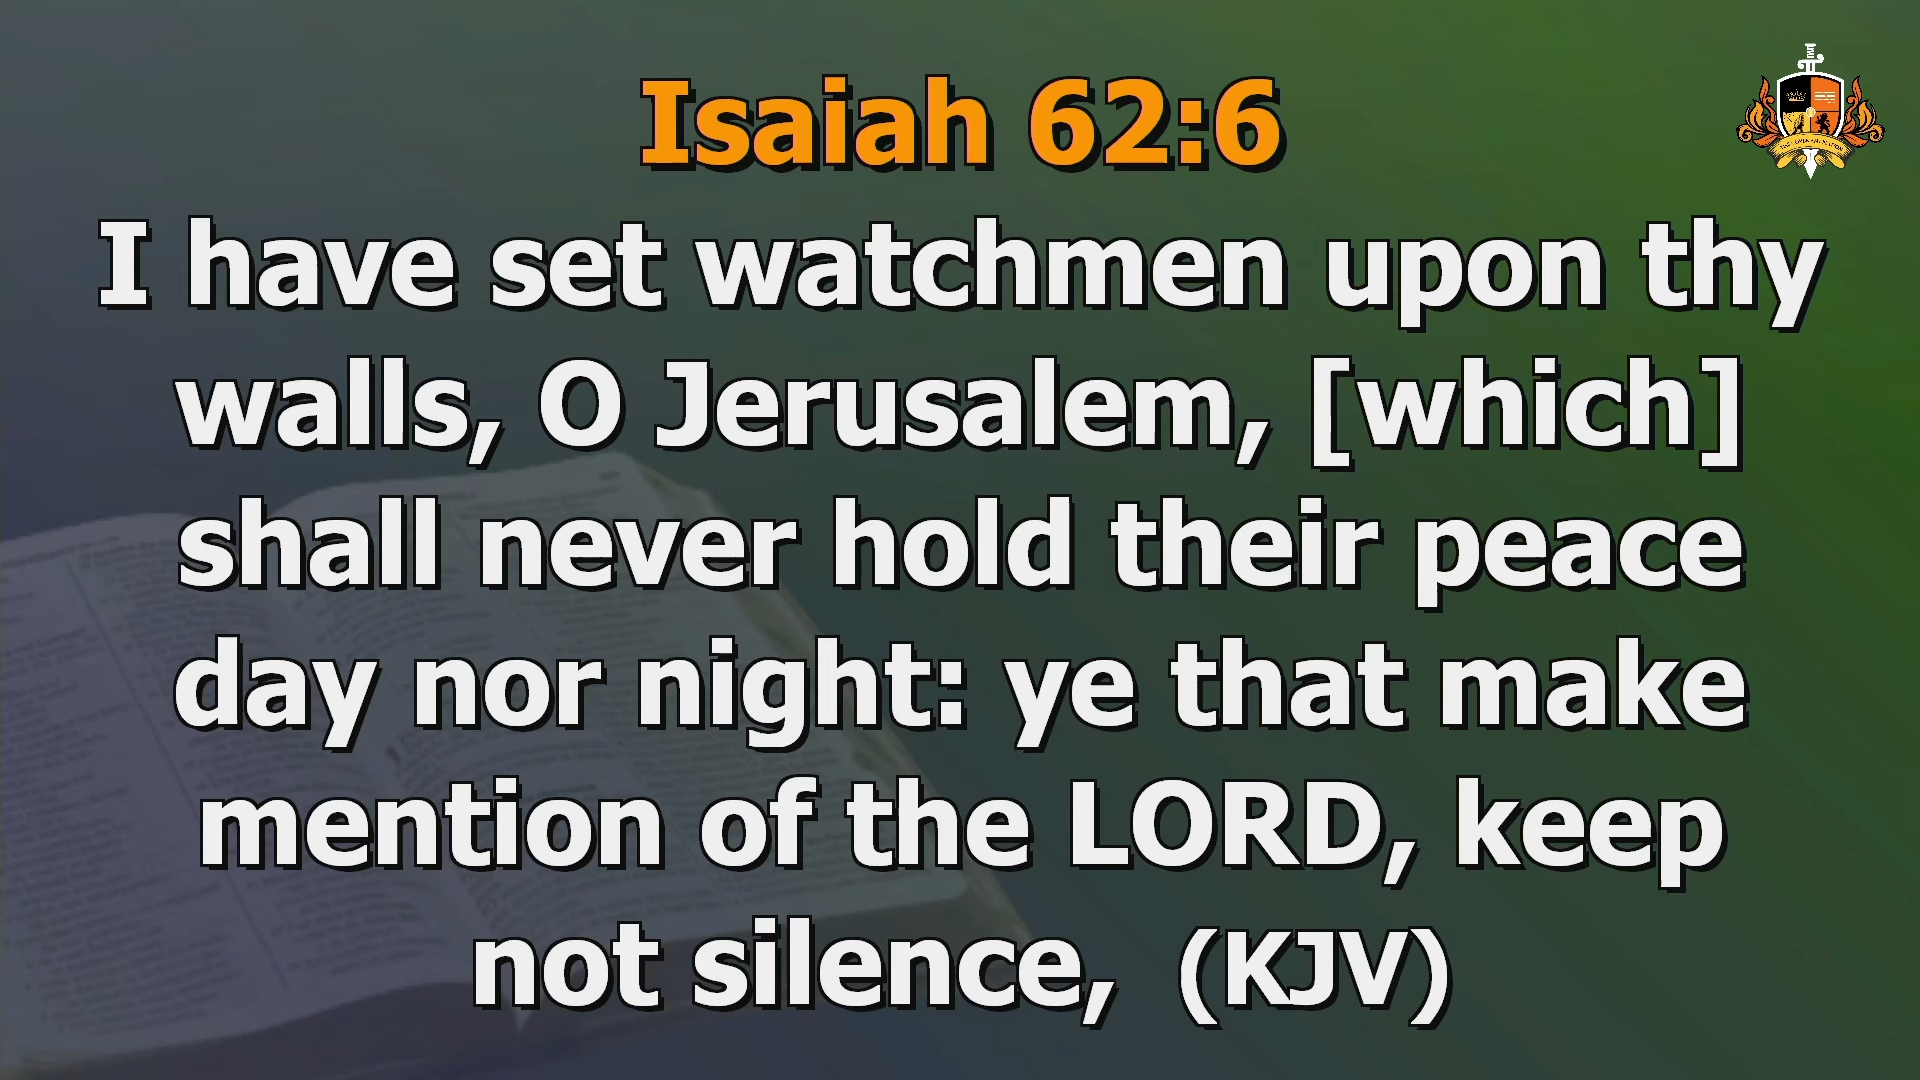 Isaiah 62:6
I have set watchmen upon thy
walls, O Jerusalem, [which]
shall never hold their peace
day nor night: ye that make
mention of the LORD, keep
not silence,  (KJV)